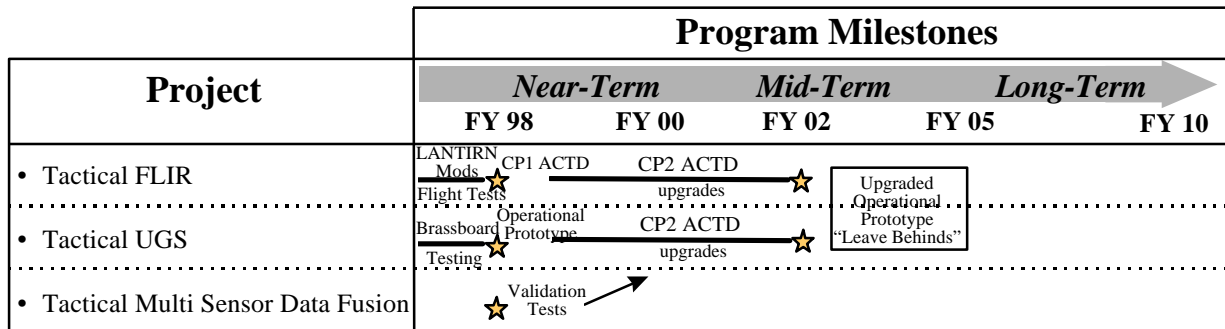 Program Milestones
Project
Near-Term Mid-Term Long-Term
FY 98 FY 00 FY 02 FY 05 FY 10
• Tactical FLIR
LANTIRN
Mods
Flight Tests
CP1 ACTD
CP2 ACTD
upgrades
Upgraded
Operational
Prototype
“Leave Behinds”
• Tactical UGS
Brassboard
Testing
Operational
Prototype
CP2 ACTD
upgrades
• Tactical Multi Sensor Data Fusion
Validation
Tests